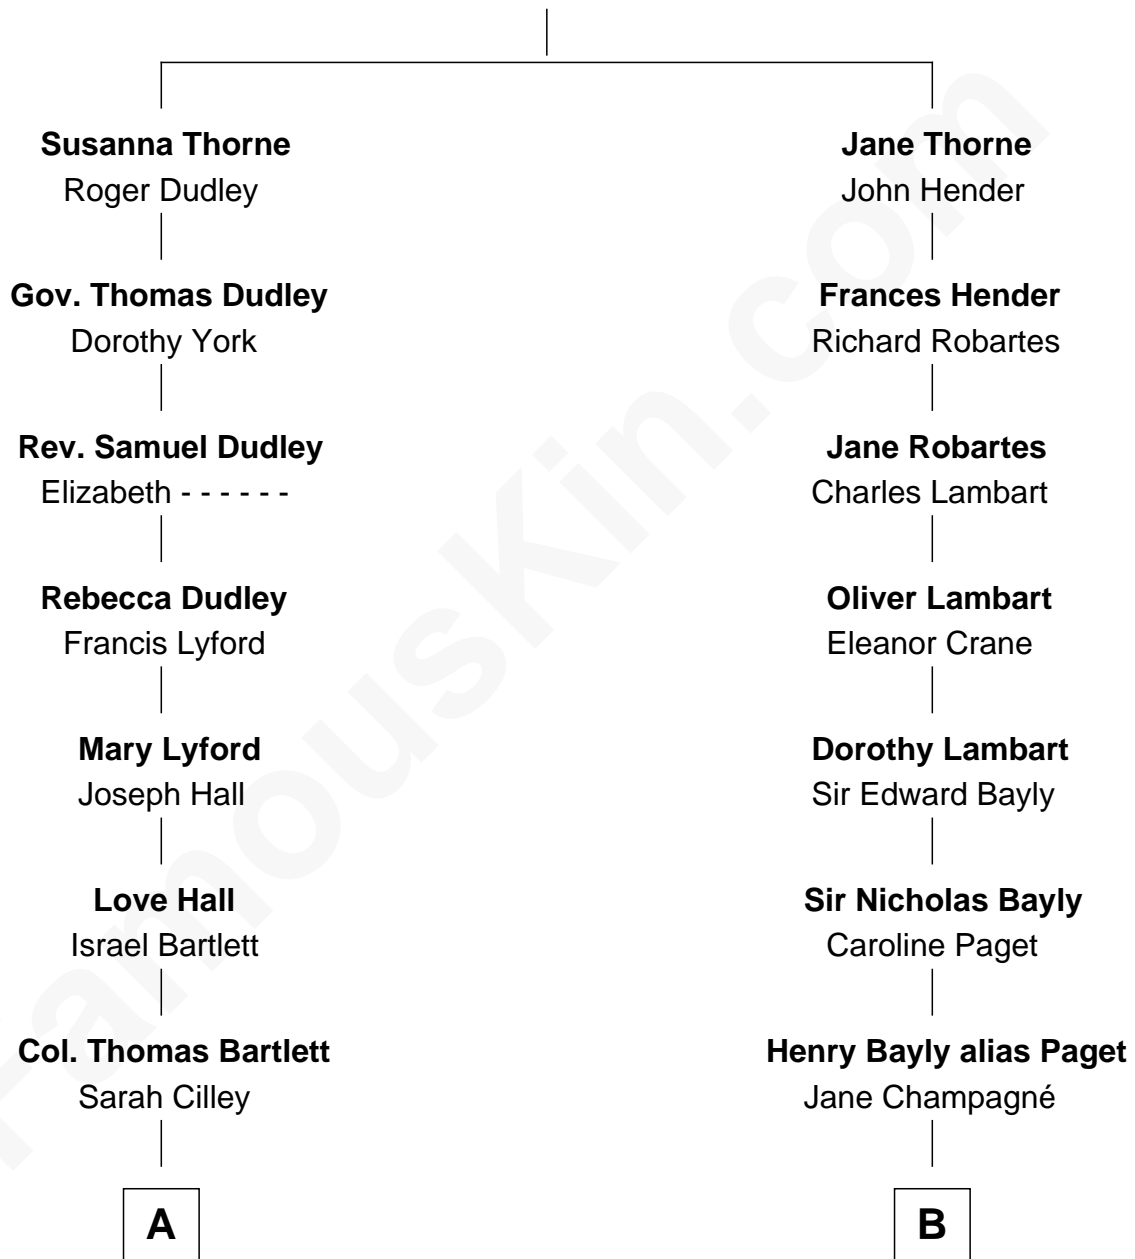 Susanna Thorne
Roger Dudley
Jane Thorne
John Hender
Gov. Thomas Dudley
Dorothy York
Frances Hender
Richard Robartes
Rev. Samuel Dudley
Elizabeth - - - - - -
Jane Robartes
Charles Lambart
Rebecca Dudley
Francis Lyford
Oliver Lambart
Eleanor Crane
Mary Lyford
Joseph Hall
Dorothy Lambart
Sir Edward Bayly
Love Hall
Israel Bartlett
Sir Nicholas Bayly
Caroline Paget
Col. Thomas Bartlett
Sarah Cilley
Henry Bayly alias Paget
Jane Champagné
A
B
FamousKin.com